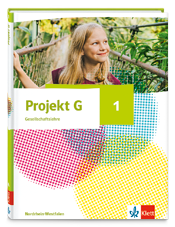 Projekt G
1
Gesellschaftslehre
Nordrhein-Westfalen
Klett